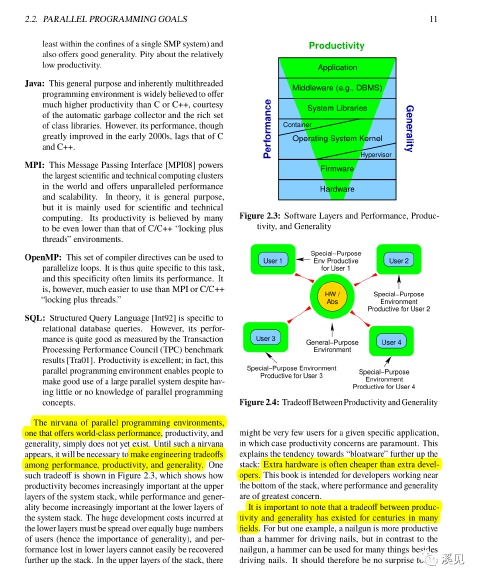 2.2. PARALLEL PROGRAMMING GOALS
11
least within the confines of a single SMP system) and
also offers good generality. Pity about the relatively
low productivity.
Java: This general purpose and inherently multithreaded
programming environment is widely believed to offer
much higher productivity than C or C++, courtesy
of the automatic garbage collector and the rich set
of class libraries. However, its performance, though
greatly improved in the early 2000s, lags that of C
and C++.
MPI: This Message Passing Interface [MPI08] powers
the largest scientific and technical computing clusters
in the world and offers unparalleled performance
and scalability. In theory, it is general purpose,
but it is mainly used for scientific and technical
computing. Its productivity is believed by many
to be even lower than that of C/C++ “locking plus
threads” environments.
OpenMP: This set of compiler directives can be used to
parallelize loops. It is thus quite specific to this task,
and this specificity often limits its performance. It
is, however, much easier to use than MPI or C/C++
“locking plus threads.”
SQL: Structured Query Language [Int92] is specific to
relational database queries. However, its perfor-
mance is quite good as measured by the Transaction
Processing Performance Council (TPC) benchmark
results [Tra01]. Productivity is excellent; in fact, this
parallel programming environment enables people to
make good use of a large parallel system despite hav-
ing little or no knowledge of parallel programming
concepts.
The nirvana of parallel programming environments,
one that offers world-class performance, productivity, and
generality, simply does not yet exist. Until such a nirvana
appears, it will be necessary to make engineering tradeoffs
among performance, productivity, and generality. One
such tradeoff is shown in Figure 2.3, which shows how
productivity becomes increasingly important at the upper
layers of the system stack, while performance and gener-
ality become increasingly important at the lower layers of
the system stack. The huge development costs incurred at
the lower layers must be spread over equally huge numbers
of users (hence the importance of generality), and per-
formance lost in lower layers cannot easily be recovered
further up the stack. In the upper layers of the stack, there
Productivity
Application
Middleware (e.g., DBMS)
System Libraries
Container
Operating System Kernel
Hypervisor
Firmware
Hardware
Performance
Generality
Figure 2.3: Software Layers and Performance, Produc-
tivity, and Generality
Special−Purpose
Env Productive
for User 1
User 1
User 2
HW /
Abs
Special−Purpose
Environment
Productive for User 2
User 3
User 4
General−Purpose
Environment
Special−Purpose Environment
Productive for User 3
Special−Purpose
Environment
Productive for User 4
Figure 2.4: Tradeoff Between Productivity and Generality
might be very few users for a given specific application,
in which case productivity concerns are paramount. This
explains the tendency towards “bloatware” further up the
stack: Extra hardware is often cheaper than extra devel-
opers. This book is intended for developers working near
the bottom of the stack, where performance and generality
are of greatest concern.
It is important to note that a tradeoff between produc-
tivity and generality has existed for centuries in many
fields. For but one example, a nailgun is more productive
than a hammer for driving nails, but in contrast to the
nailgun, a hammer can be used for many things besides
driving nails. It should therefore be no surprise to
溪见